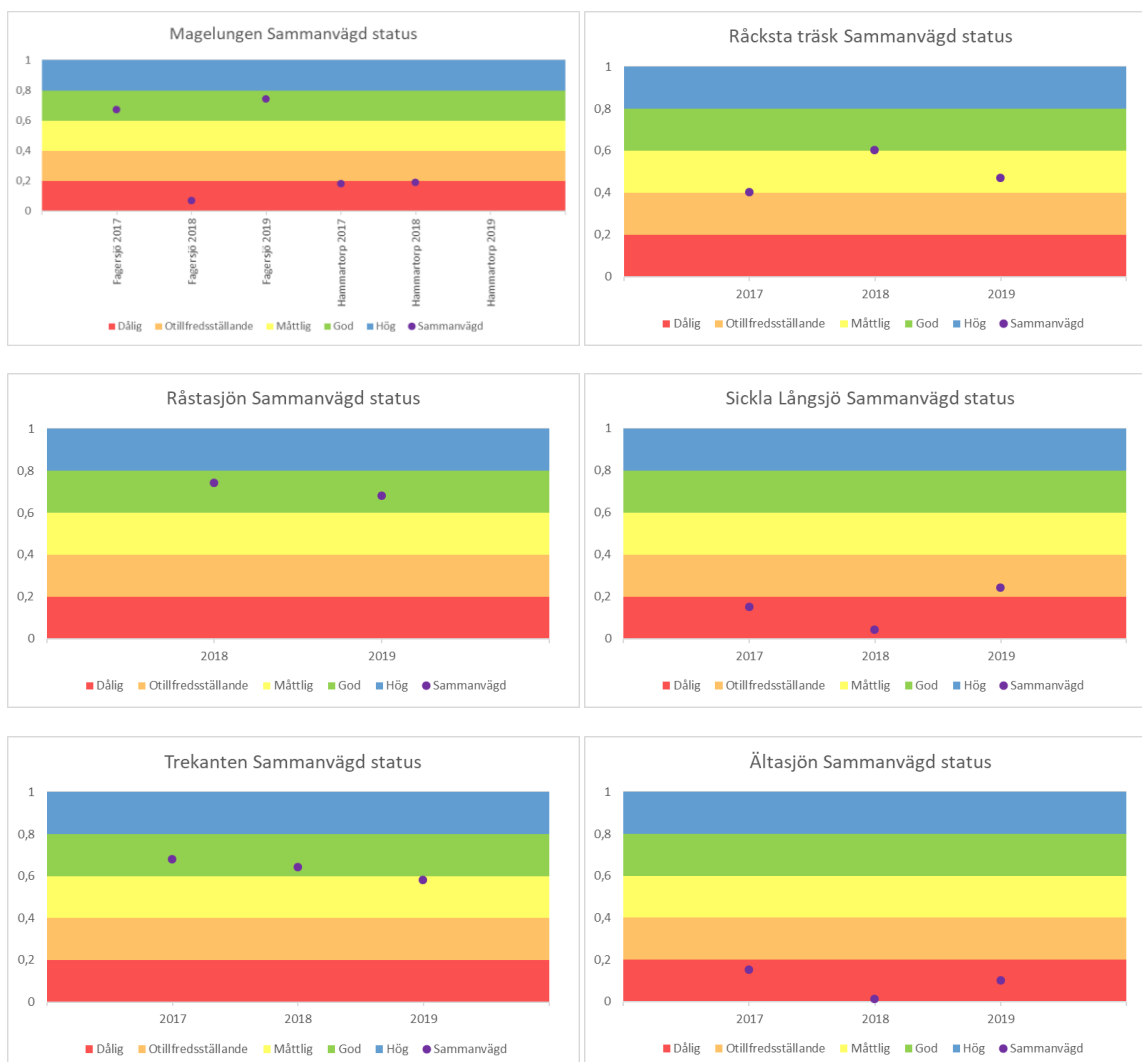 Magelungen Sammanvägd status
1
0,8
0,6
0,4
0,2
0
Fagersjö 2017
Fagersjö 2018
Fagersjö 2019
Hammartorp 2017
Hammartorp 2018
Hammartorp 2019
Dålig Otillfredsställande Måttlig God Hög Sammanvägd
Råcksta träsk Sammanvägd status
1
0,8
0,6
0,4
0,2
0
2017 2018 2019
Dålig Otillfredsställande Måttlig God Hög Sammanvägd
Råstasjön Sammanvägd status
1
0,8
0,6
0,4
0,2
0
2018 2019
Dålig Otillfredsställande Måttlig God Hög Sammanvägd
Sickla Långsjö Sammanvägd status
1
0,8
0,6
0,4
0,2
0
2017 2018 2019
Dålig Otillfredsställande Måttlig God Hög Sammanvägd
Trekanten Sammanvägd status
1
0,8
0,6
0,4
0,2
0
2017 2018 2019
Dålig Otillfredsställande Måttlig God Hög Sammanvägd
Ältasjön Sammanvägd status
1
0,8
0,6
0,4
0,2
0
2017 2018 2019
Dålig Otillfredsställande Måttlig God Hög Sammanvägd